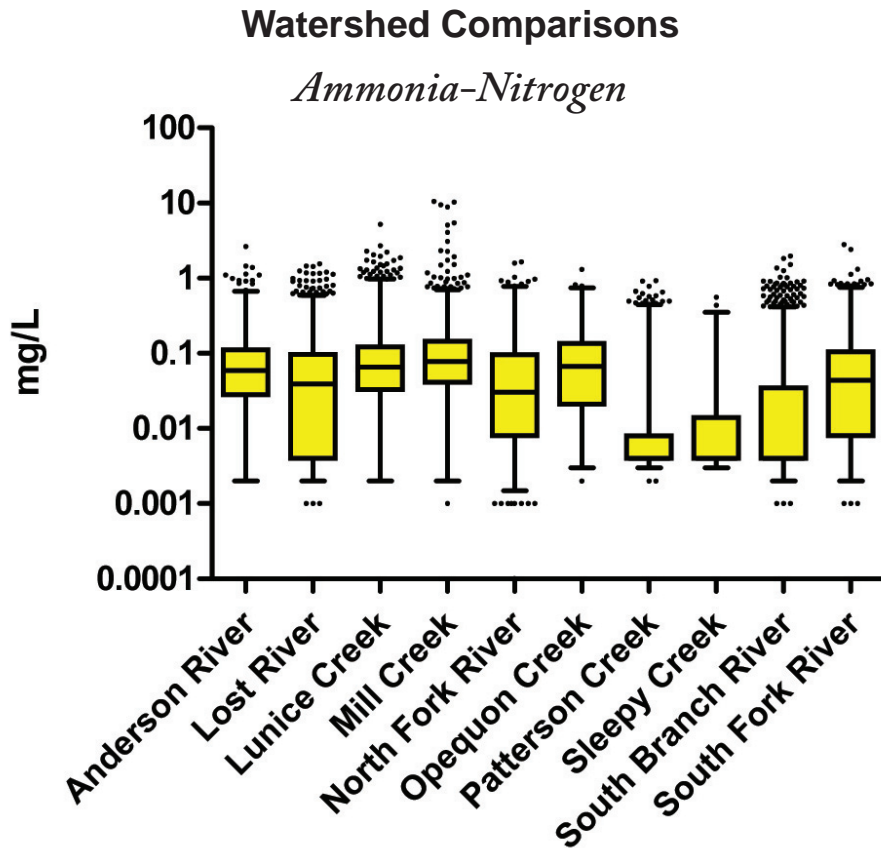 Watershed Comparisons
Ammonia-Nitrogen
mg/L
100
10
1
0.1
0.01
0.001
0.0001
Anderson River
Lost River
Lunice Creek
Mill Creek
North Fork River
Opequon Creek
Patterson Creek
Sleepy Creek
South Branch River
South Fork River